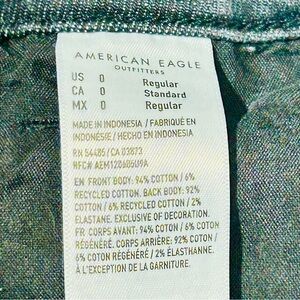 AMERICAN EAGLE
OUTFITTERS
US 0 Regular
CA 0 Standard
MX 0 Regular
MADE IN INDONESIA / FABRIQUÉ EN
INDONÉSIE / HECHO EN INDONESIA
RN 54485 / CA 03873
RFC# AEM1206B5U9A
EN FRONT BODY: 94% COTTON / 6%
RECYCLED COTTON. BACK BODY: 92%
COTTON / 6% RECYCLED COTTON / 2%
ELASTANE. EXCLUSIVE OF DECORATION.
FR CORPS AVANT: 94% COTON / 6% COTON
RÉGÉNÉRÉ. CORPS ARRIÈRE: 92% COTON /
6% COTON RÉGÉNÉRÉ / 2% ÉLASTHANNE.
À L'EXCEPTION DE LA GARNITURE.